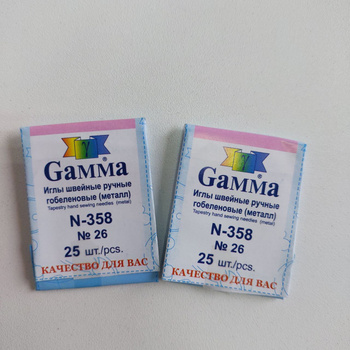 Gamma
Иглы швейные ручные
гобеленовые (металл)
Tapestry hand sewing needles (metal)
N-358
№ 26
25 шт./pcs.
КАЧЕСТВО ДЛЯ ВАС
Gamma
Иглы швейные ручные
гобеленовые (металл)
Tapestry hand sewing needles (metal)
N-358
№ 26
25 шт./pcs.
КАЧЕСТВО ДЛЯ ВАС